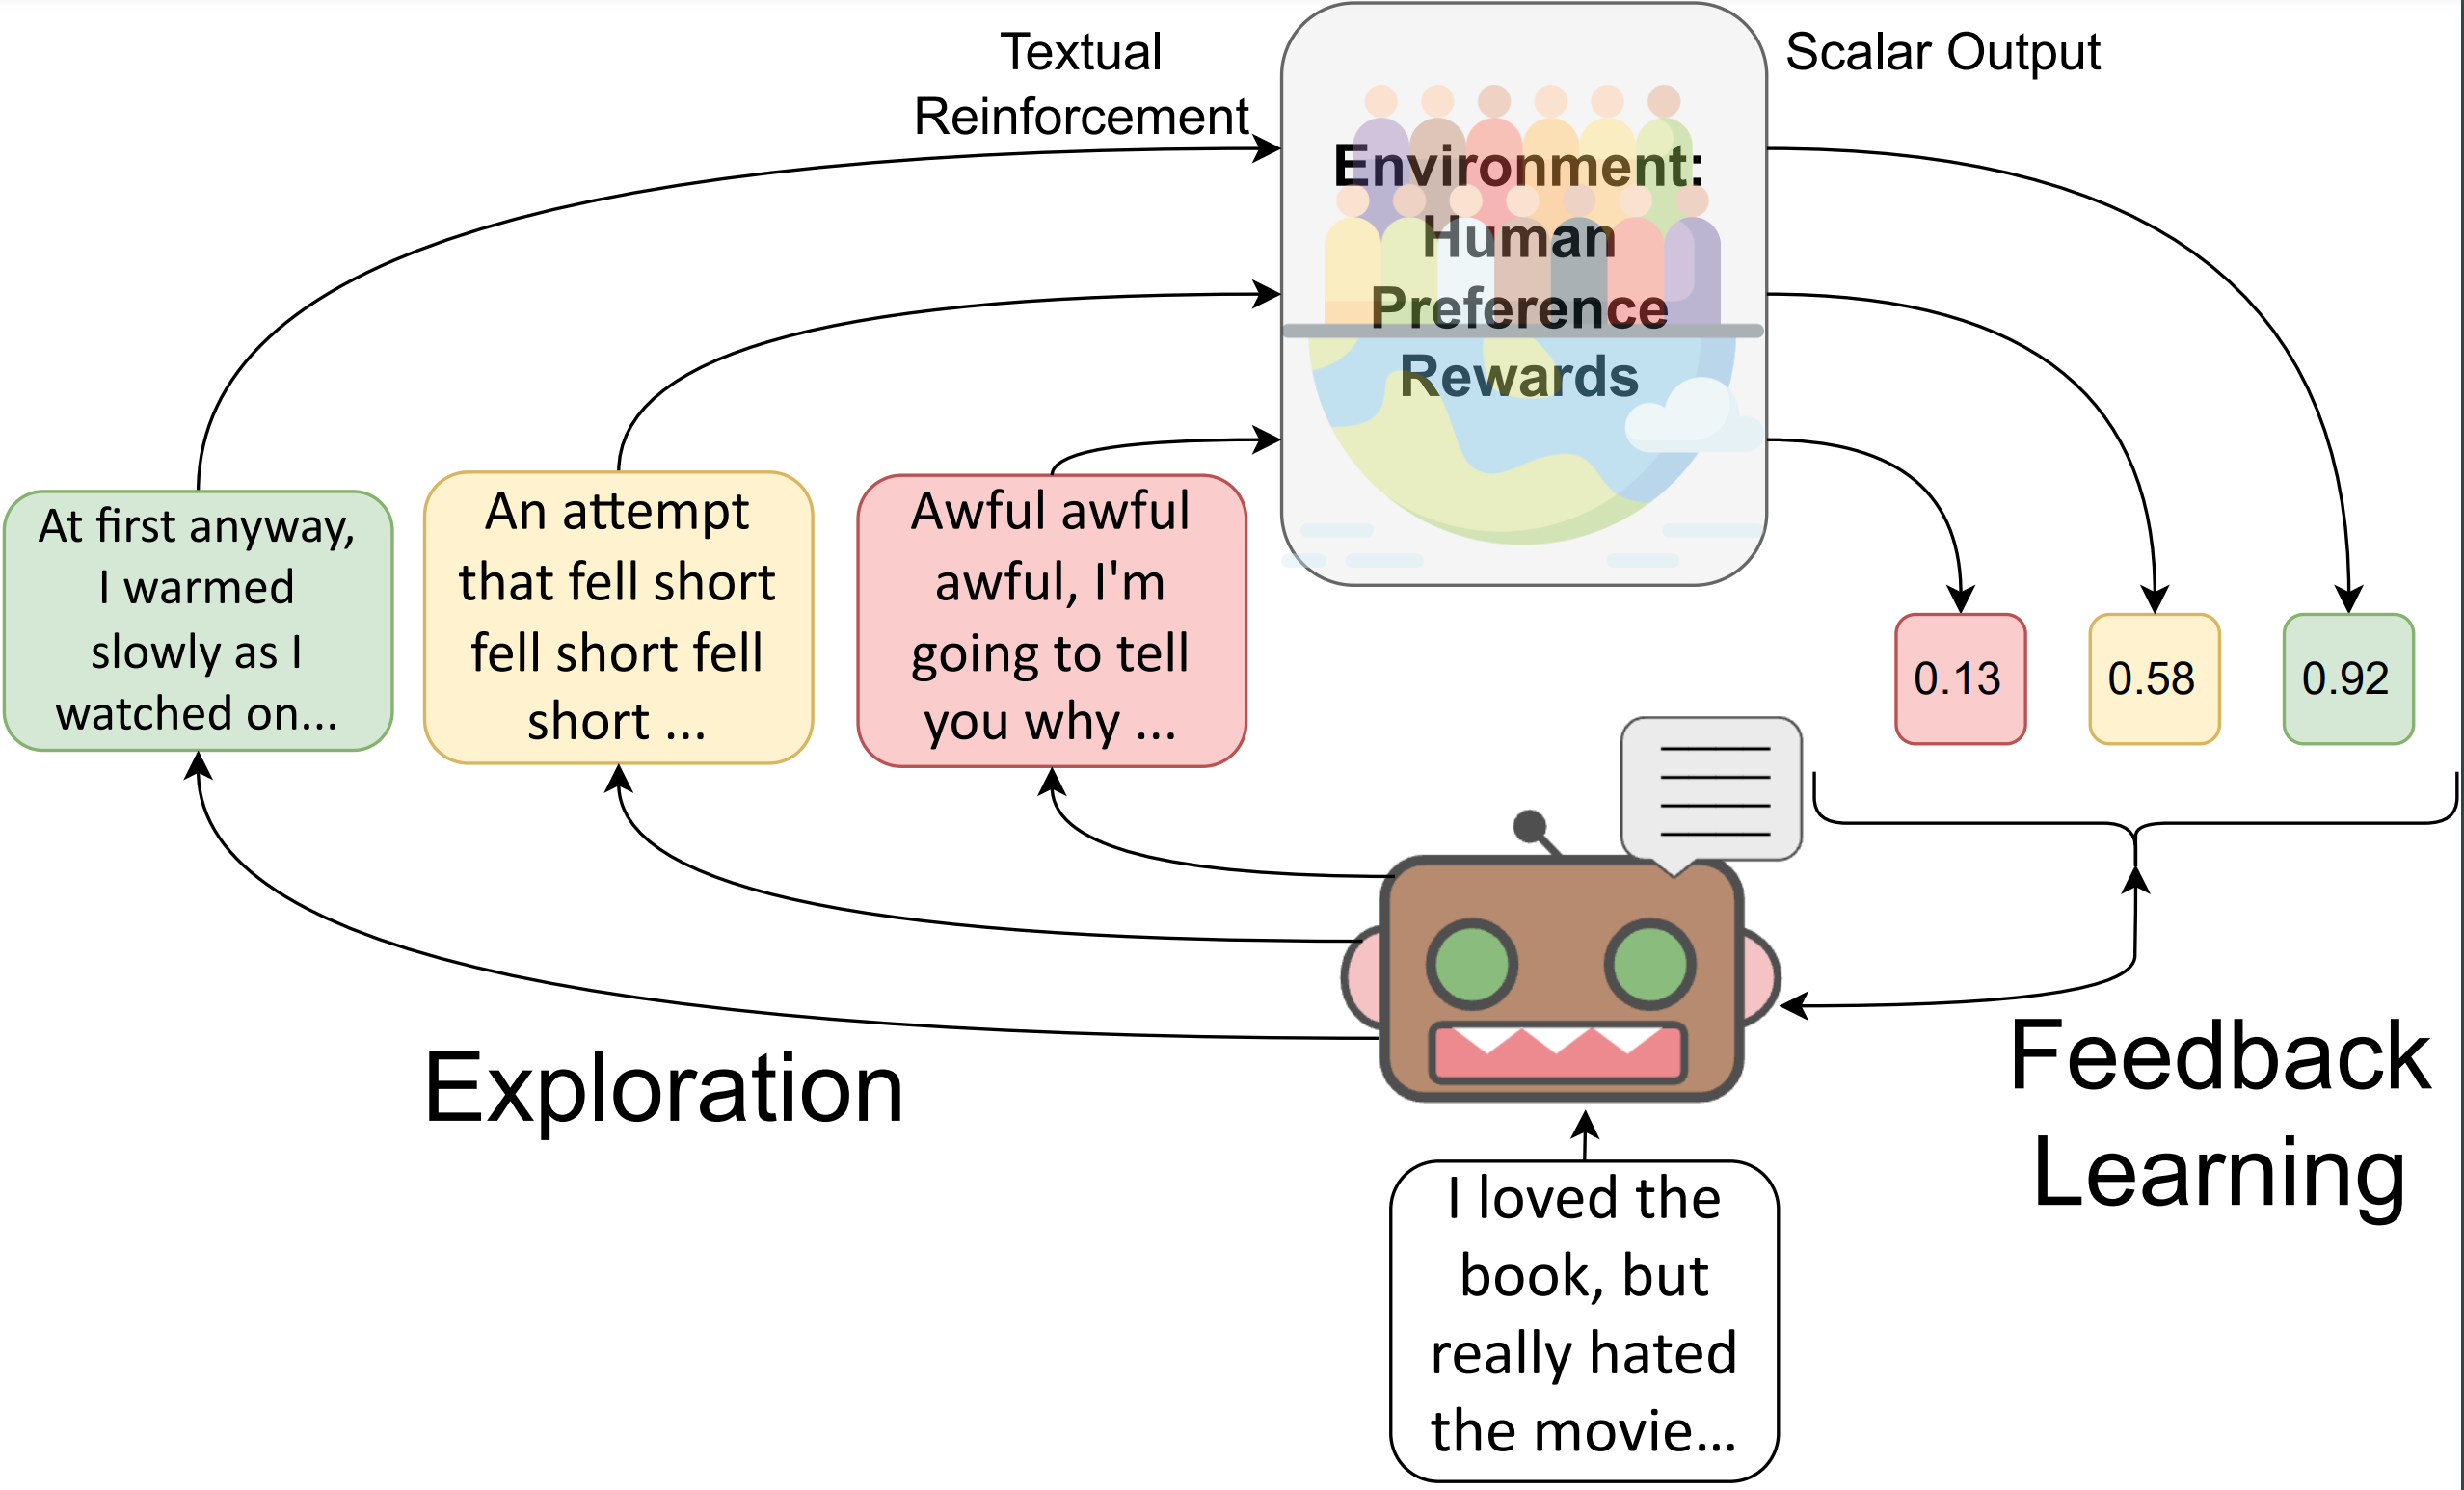 Textual
Reinforcement
Environment:
Human
Preference
Rewards
Scalar Output
At first anyway,
I warmed
slowly as I
watched on...
An attempt
that fell short
fell short fell
short ...
Awful awful
awful, I'm
going to tell
you why ...
0.13
0.58
0.92
Exploration
Feedback
Learning
I loved the
book, but
really hated
the movie...